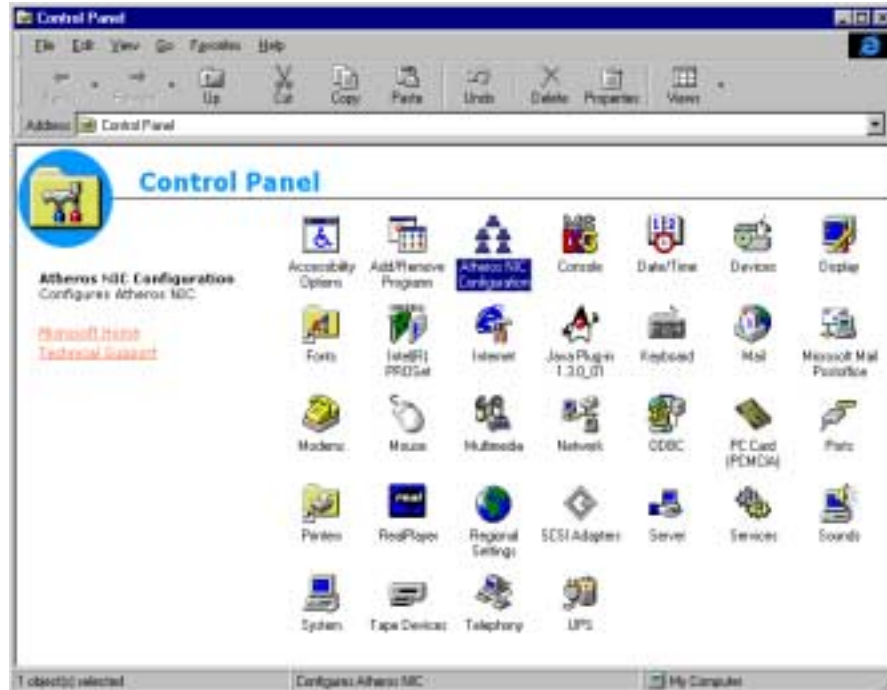 Control Panel
File Edit View Go Favorites Help
Up Cut Copy Paste Undo Delete Properties Views
Address Control Panel
Control Panel
Atheros NIC Configuration
Configures Atheros NIC
Microsoft Home
Technical Support
Accessibility Options
Add/Remove Programs
Atheros NIC Configuration
Console
Date/Time
Devices
Display
Fonts
Intel(R) PROSet
Internet
Java Plug-in 1.3.0_01
Keyboard
Mail
Microsoft Mail Postoffice
Modems
Mouse
Multimedia
Network
ODBC
PC Card (PCMCIA)
Ports
Printers
RealPlayer
Regional Settings
SCSI Adapters
Server
Services
Sounds
System
Tape Devices
Telephony
UPS
1 object(s) selected
Configures Atheros NIC
My Computer